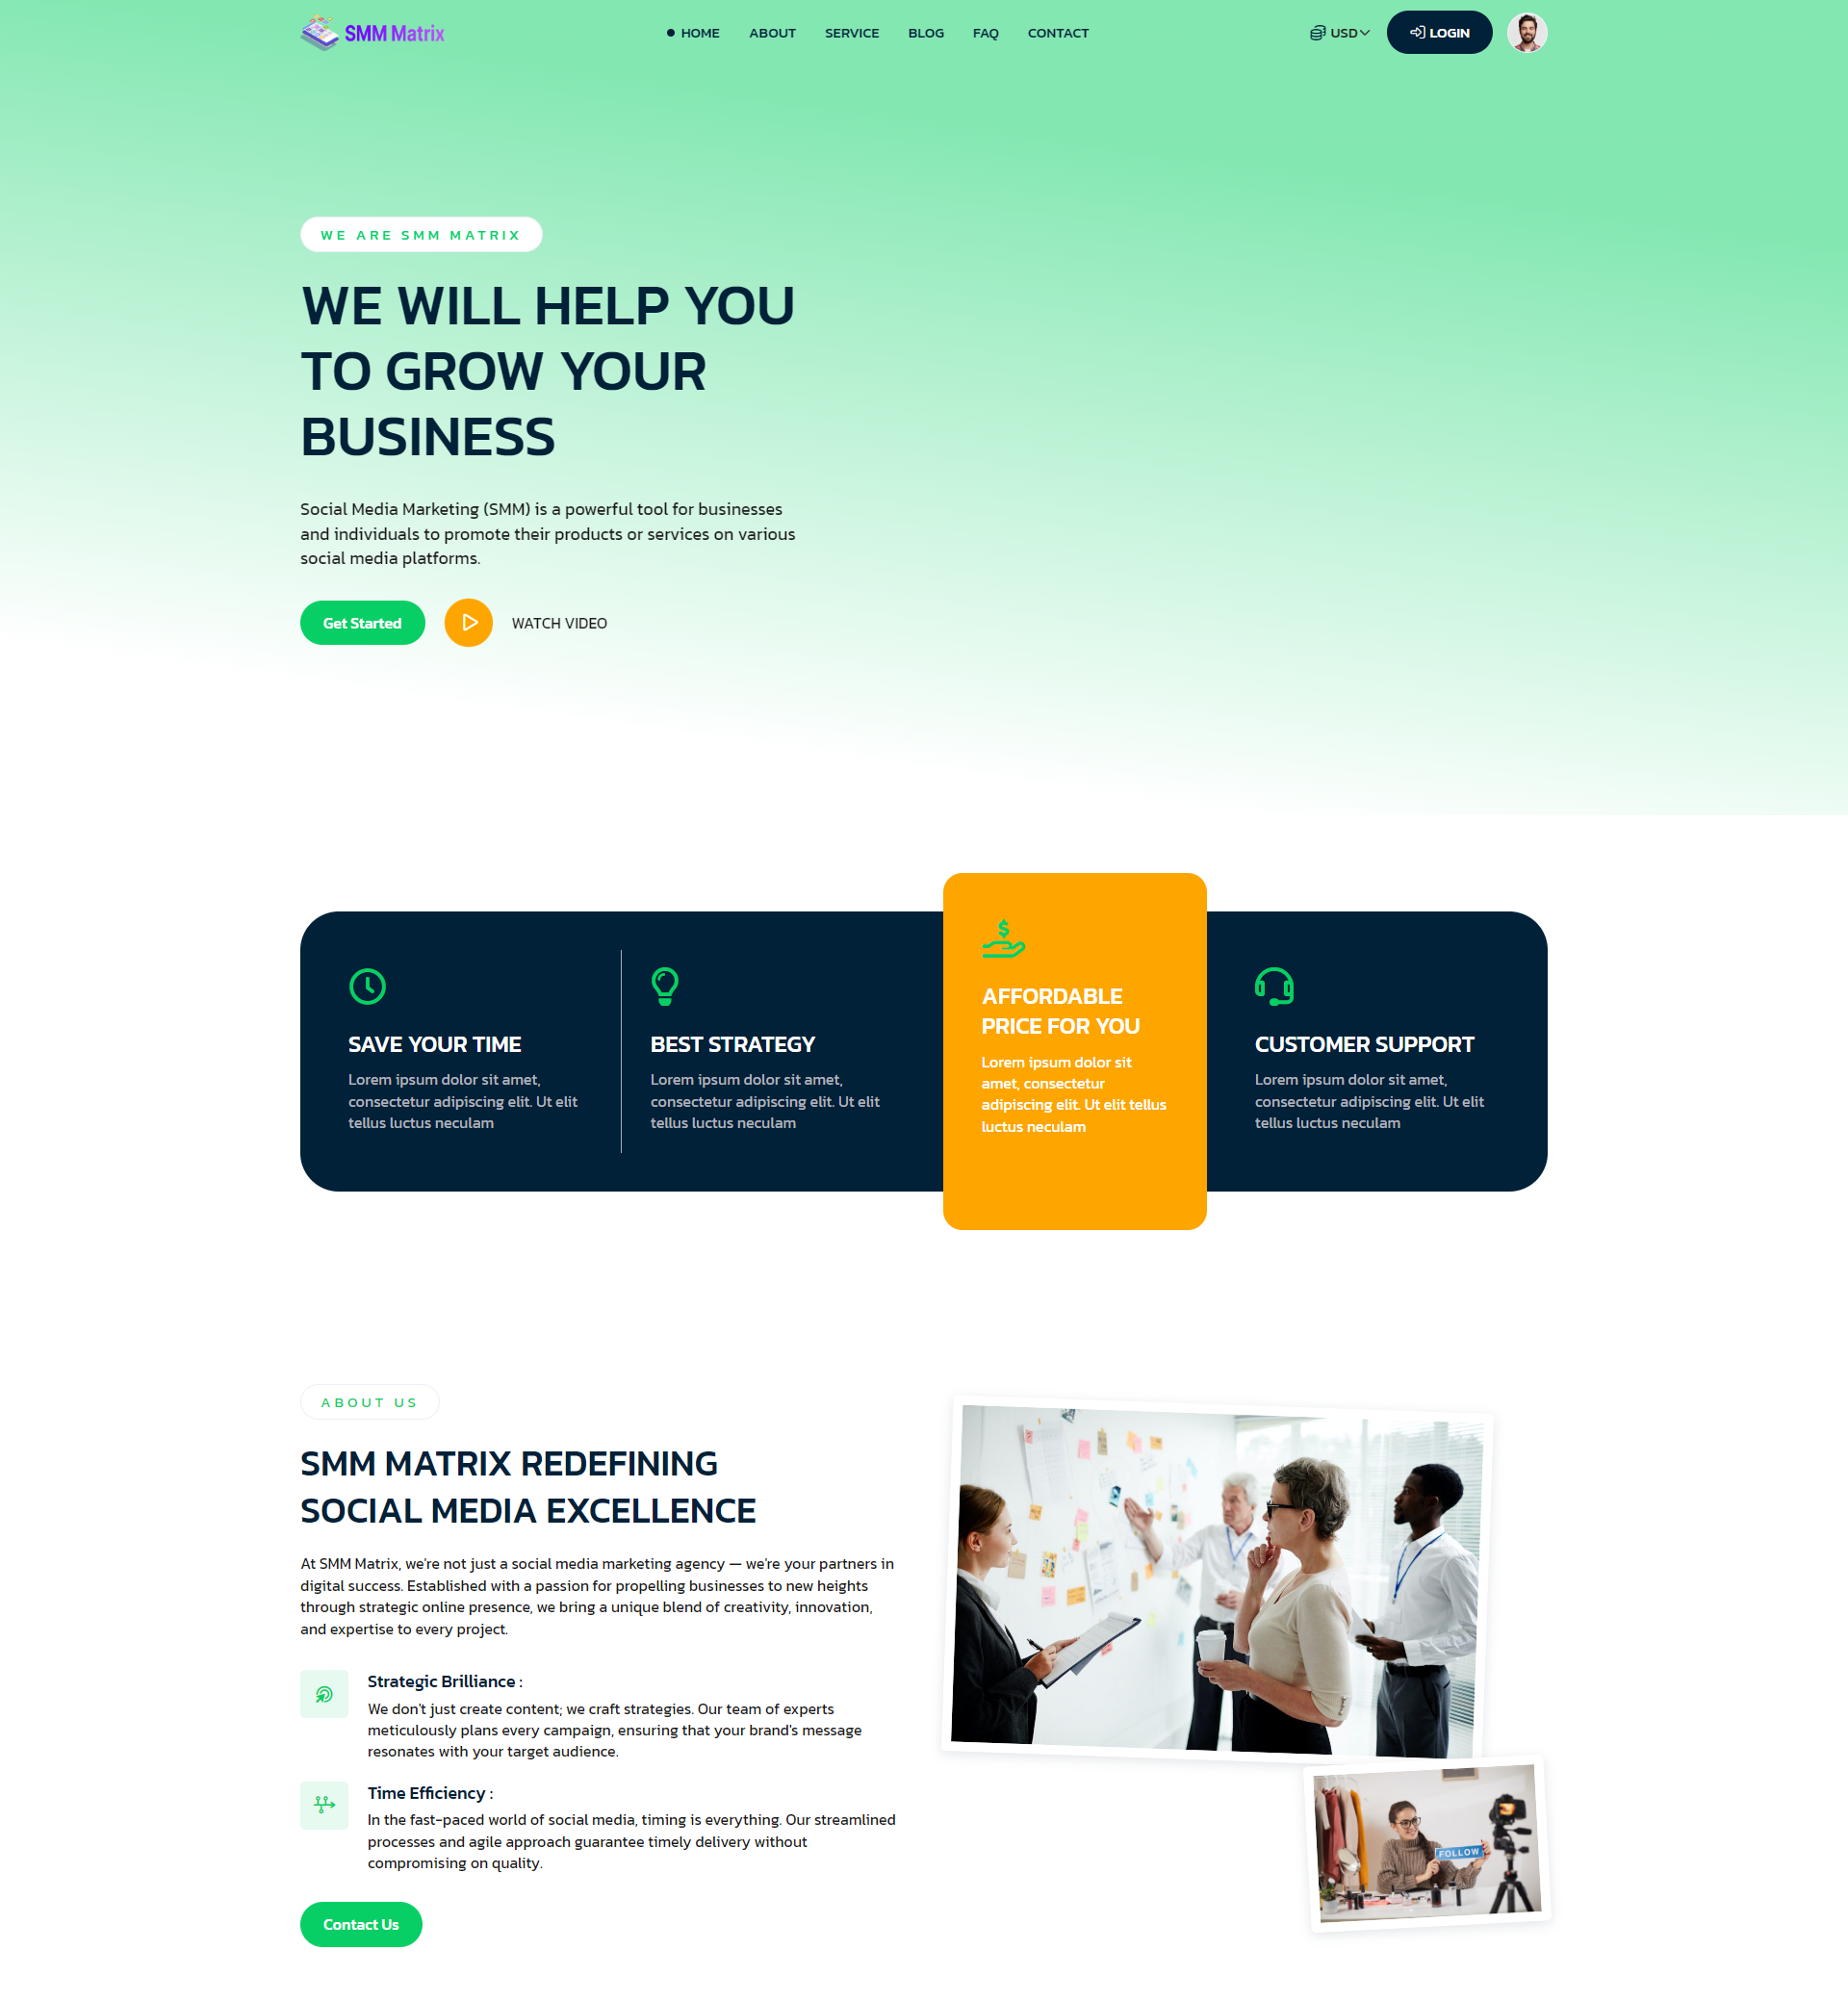 SMM Matrix
HOME
ABOUT
SERVICE
BLOG
FAQ
CONTACT
USD
LOGIN
WE ARE SMM MATRIX
WE WILL HELP YOU
TO GROW YOUR
BUSINESS
Social Media Marketing (SMM) is a powerful tool for businesses
and individuals to promote their products or services on various
social media platforms.
Get Started
WATCH VIDEO
SAVE YOUR TIME
Lorem ipsum dolor sit amet,
consectetur adipiscing elit. Ut elit
tellus luctus neculam
BEST STRATEGY
Lorem ipsum dolor sit amet,
consectetur adipiscing elit. Ut elit
tellus luctus neculam
AFFORDABLE
PRICE FOR YOU
Lorem ipsum dolor sit
amet, consectetur
adipiscing elit. Ut elit tellus
luctus neculam
CUSTOMER SUPPORT
Lorem ipsum dolor sit amet,
consectetur adipiscing elit. Ut elit
tellus luctus neculam
ABOUT US
SMM MATRIX REDEFINING
SOCIAL MEDIA EXCELLENCE
At SMM Matrix, we're not just a social media marketing agency — we're your partners in
digital success. Established with a passion for propelling businesses to new heights
through strategic online presence, we bring a unique blend of creativity, innovation,
and expertise to every project.
Strategic Brilliance :
We don't just create content; we craft strategies. Our team of experts
meticulously plans every campaign, ensuring that your brand's message
resonates with your target audience.
Time Efficiency :
In the fast-paced world of social media, timing is everything. Our streamlined
processes and agile approach guarantee timely delivery without
compromising on quality.
Contact Us
FOLLOW